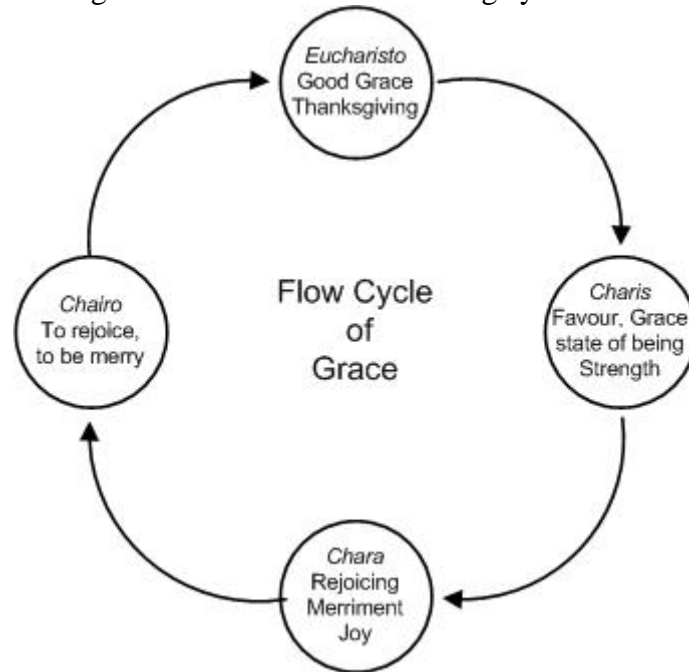 Eucharisto
Good Grace
Thanksgiving
Chairo
To rejoice,
to be merry
Flow Cycle
of
Grace
Charis
Favour, Grace
state of being
Strength
Chara
Rejoicing
Merriment
Joy